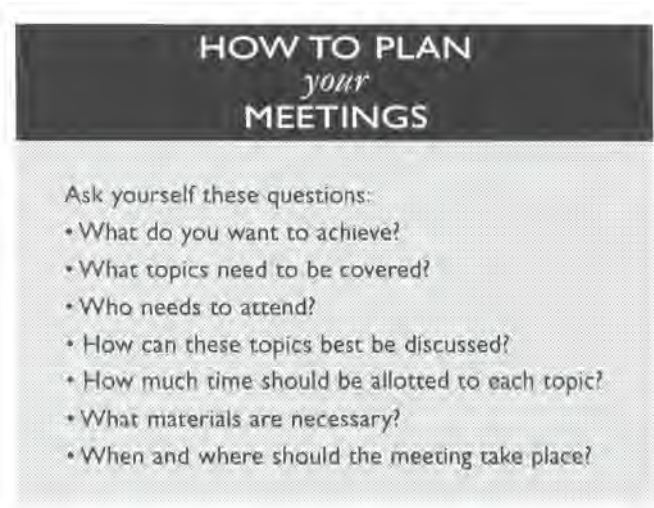 HOW TO PLAN
your
MEETINGS
Ask yourself these questions:
• What do you want to achieve?
• What topics need to be covered?
• Who needs to attend?
• How can these topics best be discussed?
• How much time should be allotted to each topic?
• What materials are necessary?
• When and where should the meeting take place?